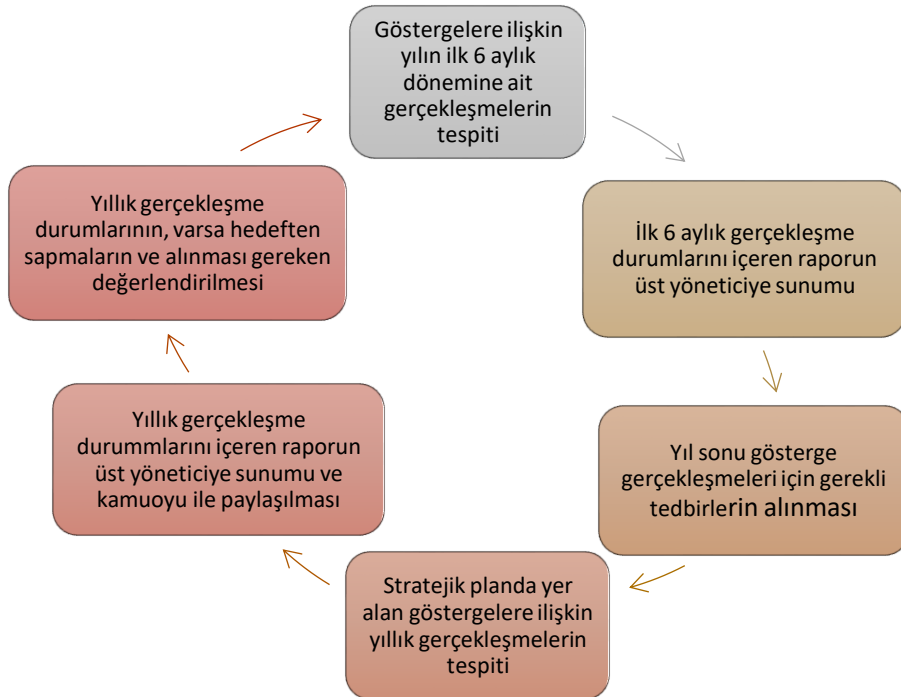 Göstergelere ilişkin
yılın ilk 6 aylık
dönemine ait
gerçekleşmelerin
tespiti
İlk 6 aylık gerçekleşme
durumlarını içeren raporun
üst yöneticiye sunumu
Yıl sonu gösterge
gerçekleşmeleri için gerekli
tedbirlerin alınması
Stratejik planda yer
alan göstergelere ilişkin
yıllık gerçekleşmelerin
tespiti
Yıllık gerçekleşme
durummlarını içeren raporun
üst yöneticiye sunumu ve
kamuoyu ile paylaşılması
Yıllık gerçekleşme
durumlarının, varsa hedeften
sapmaların ve alınması gereken
değerlendirilmesi